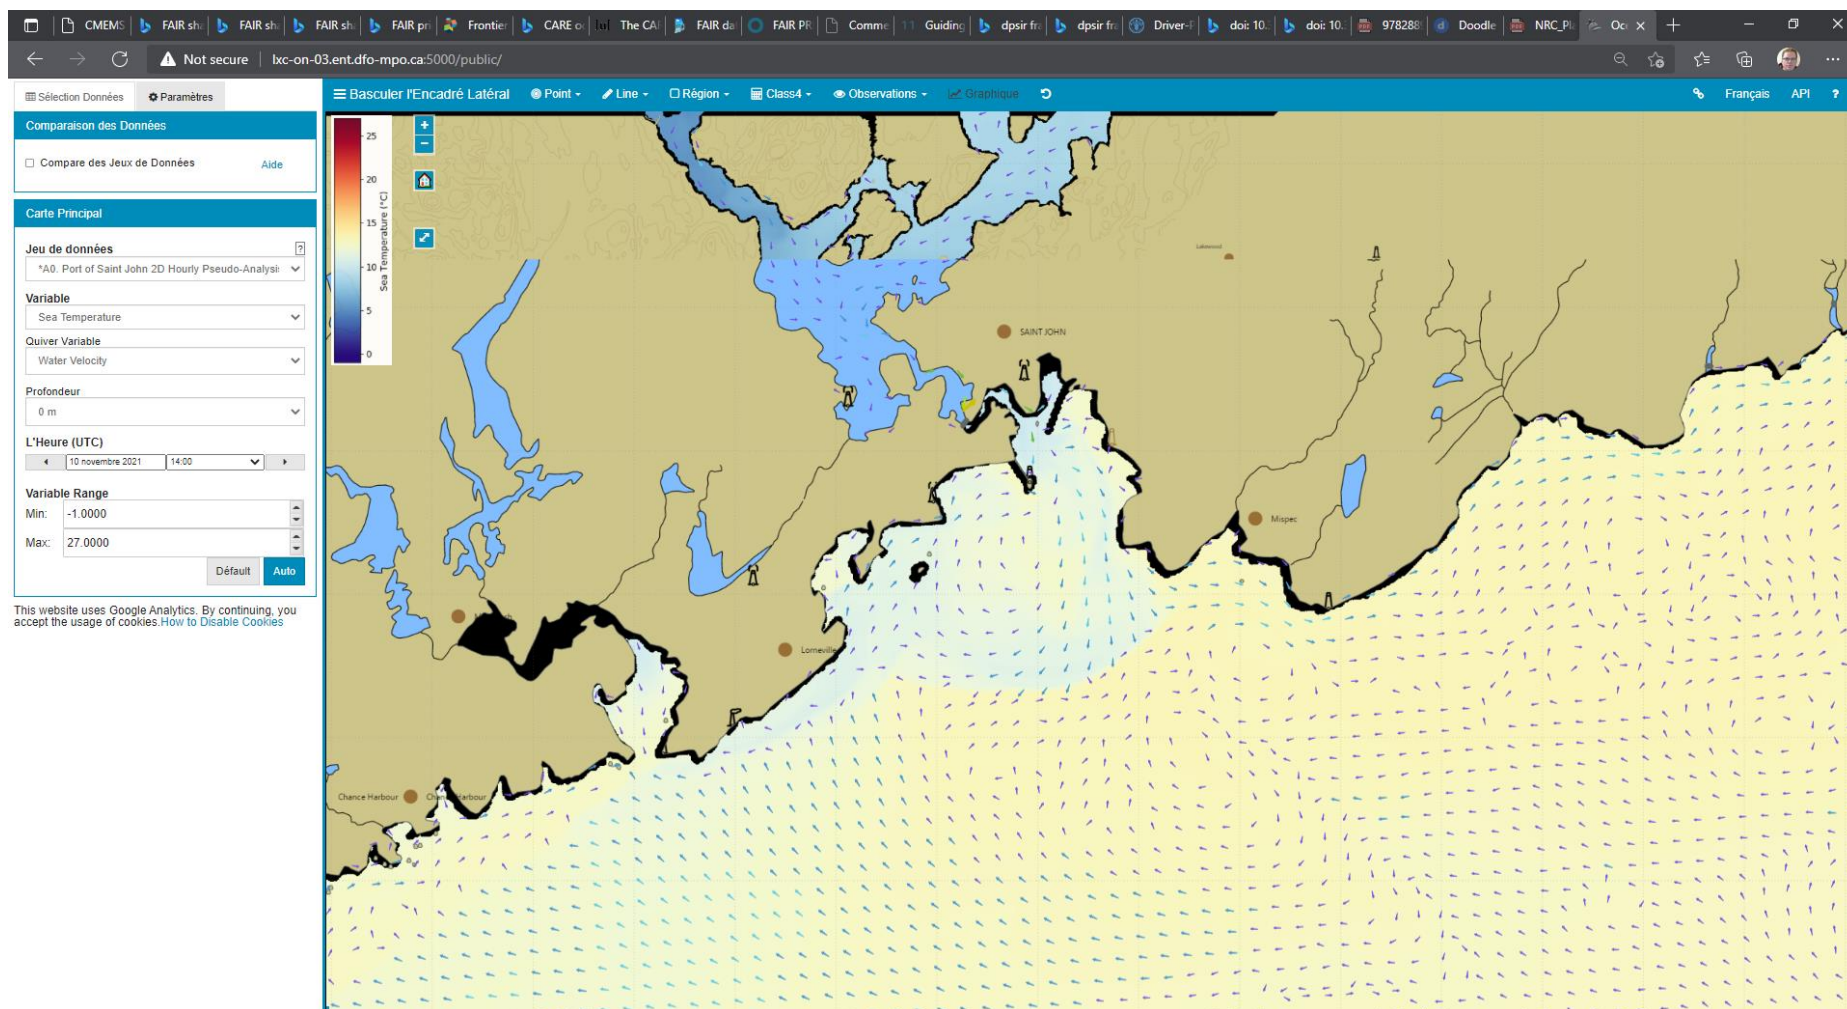 CMEMS
FAIR sh
FAIR sh
FAIR sh
FAIR pri
Frontier
CARE o
The CA
FAIR da
FAIR PR
Comme
Guiding
dpsir fr
dpsir fr
Driver-
doi: 10.
doi: 10.
978288
Doodle
NRC_Pl
Oc
Not secure | lxc-on-03.ent.dfo-mpo.ca:5000/public/
Sélection Données
Paramètres
Basculer l'Encadré Latéral
Point
Line
Région
Class4
Observations
Graphique
Français
API
?
Comparaison des Données
Compare des Jeux de Données
Aide
Carte Principal
Jeu de données
?
*A0. Port of Saint John 2D Hourly Pseudo-Analysi
Variable
Sea Temperature
Quiver Variable
Water Velocity
Profondeur
0 m
L'Heure (UTC)
10 novembre 2021
14:00
Variable Range
Min:
-1.0000
Max:
27.0000
Défault
Auto
This website uses Google Analytics. By continuing, you
accept the usage of cookies.How to Disable Cookies
25
20
15
10
5
0
Sea Temperature (°C)
+
−
SAINT JOHN
Mispec
Lorneville
Chance Harbour